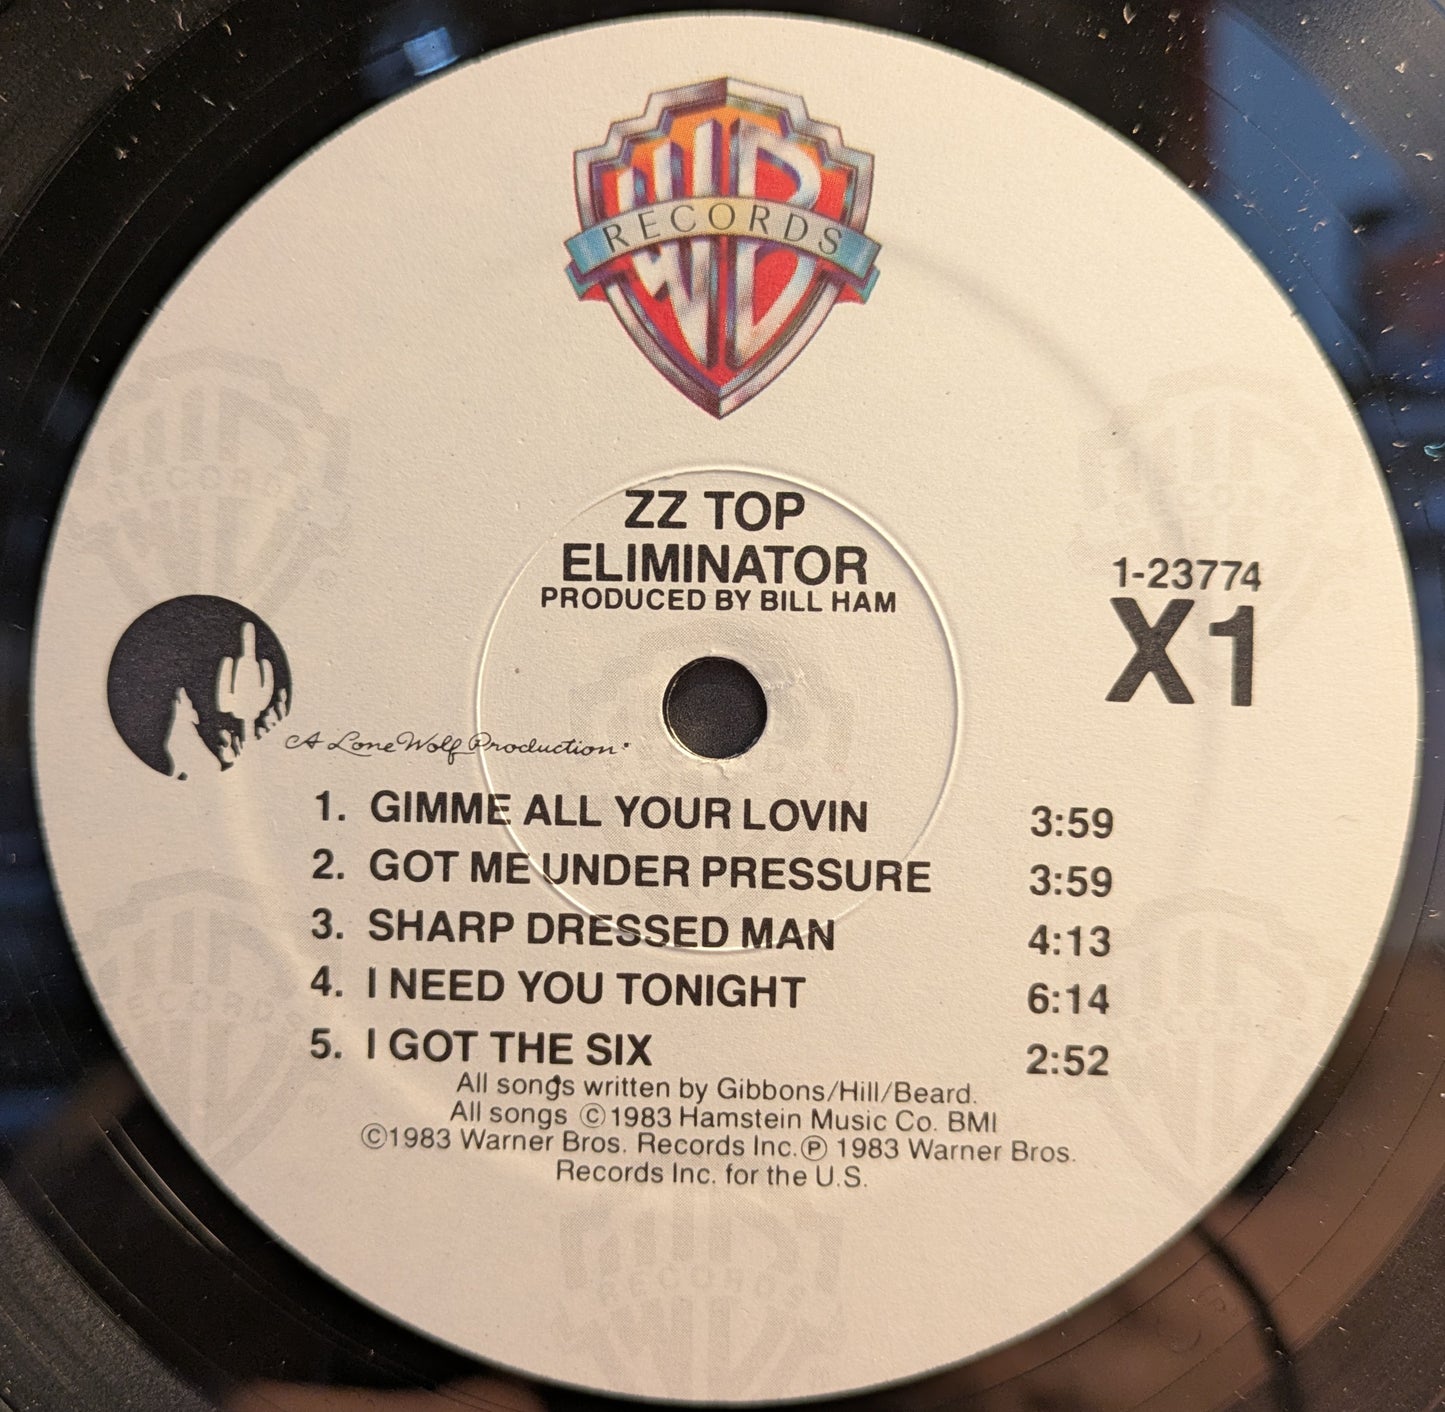 RECORDS
ZZ TOP
ELIMINATOR
PRODUCED BY BILL HAM
1-23774
X1
A Lone Wolf Production
1. GIMME ALL YOUR LOVIN 3:59
2. GOT ME UNDER PRESSURE 3:59
3. SHARP DRESSED MAN 4:13
4. I NEED YOU TONIGHT 6:14
5. I GOT THE SIX 2:52
All songs written by Gibbons/Hill/Beard.
All songs ©1983 Hamstein Music Co. BMI
©1983 Warner Bros. Records Inc.℗ 1983 Warner Bros.
Records Inc. for the U.S.
RECORDS
RECORDS
RECORDS